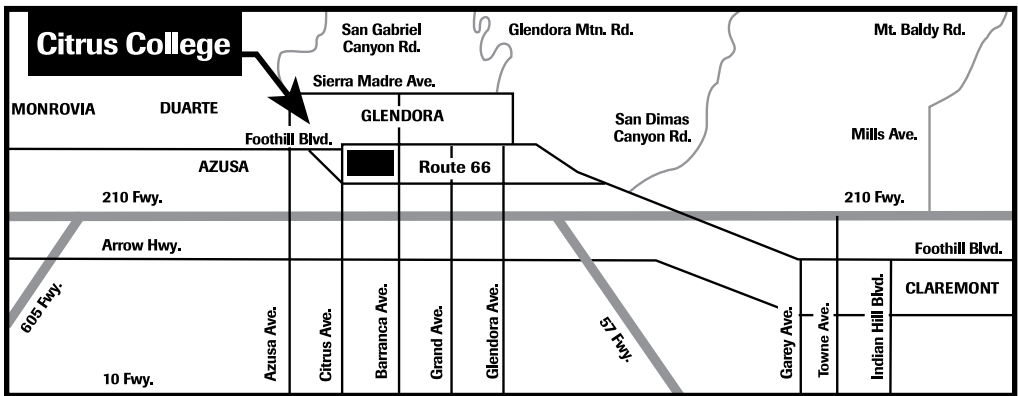 Citrus College
San Gabriel
Canyon Rd.
Glendora Mtn. Rd.
Mt. Baldy Rd.
Sierra Madre Ave.
MONROVIA
DUARTE
GLENDORA
San Dimas
Canyon Rd.
Mills Ave.
Foothill Blvd.
AZUSA
Route 66
210 Fwy.
210 Fwy.
Arrow Hwy.
Foothill Blvd.
CLAREMONT
605 Fwy.
Azusa Ave.
Citrus Ave.
Barranca Ave.
Grand Ave.
Glendora Ave.
57 Fwy.
Garey Ave.
Towne Ave.
Indian Hill Blvd.
10 Fwy.